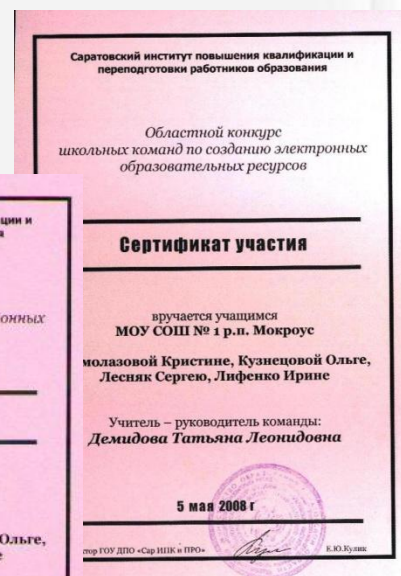 Саратовский институт повышения квалификации и
переподготовки работников образования
Областной конкурс
школьных команд по созданию электронных
образовательных ресурсов
Сертификат участия
вручается учащимся
МОУ СОШ № 1 р.п. Мокроус
молазовой Кристине, Кузнецовой Ольге,
Лесняк Сергею, Лифенко Ирине
Учитель – руководитель команды:
Демидова Татьяна Леонидовна
5 мая 2008 г
тор ГОУ ДПО «Сар ИПК и ПРО»
Е.Ю.Кулик
ции и
онных
Ольге,